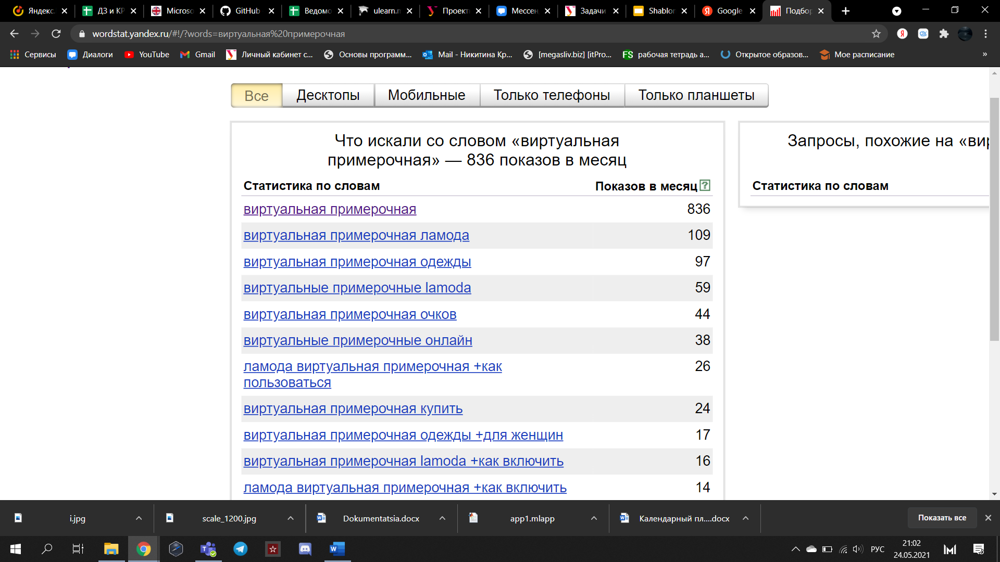 Яндекс.
ДЗ и КР
Microso
GitHub
Ведомо
ulearn.m
Проект
Мессен
Задачи
Shablon
Google
Подбор
wordstat.yandex.ru/#!/?words=виртуальная%20примерочная
Сервисы
Диалоги
YouTube
Gmail
Личный кабинет с...
Основы программ...
Mail - Никитина Кр...
[megasliv.biz] [itPro...
рабочая тетрадь а...
Открытое образов...
Мое расписание
»
Все
Десктопы
Мобильные
Только телефоны
Только планшеты
Что искали со словом «виртуальная
примерочная» — 836 показов в месяц
Статистика по словам Показов в месяц ?
виртуальная примерочная 836
виртуальная примерочная ламода 109
виртуальная примерочная одежды 97
виртуальные примерочные lamoda 59
виртуальная примерочная очков 44
виртуальные примерочные онлайн 38
ламода виртуальная примерочная +как 26
пользоваться
виртуальная примерочная купить 24
виртуальная примерочная одежды +для женщин 17
виртуальная примерочная lamoda +как включить 16
ламода виртуальная примерочная +как включить 14
Запросы, похожие на «вир
Статистика по словам
i.jpg
scale_1200.jpg
Dokumentatsia.docx
app1.mlapp
Календарный пл....docx
Показать все
РУС
21:02
24.05.2021